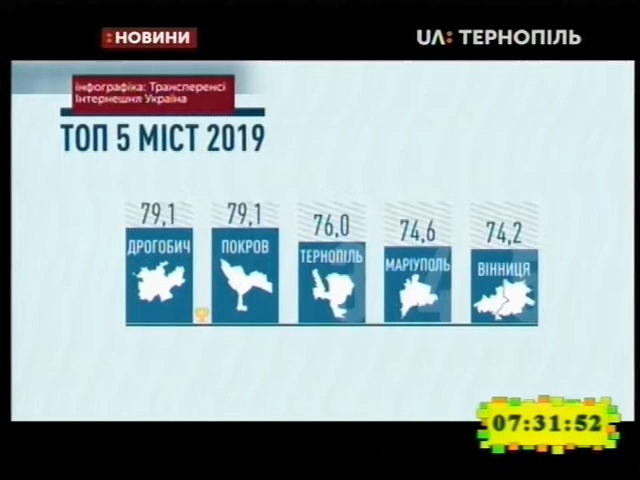 :НОВИНИ
UA: ТЕРНОПІЛЬ
Інфографіка: Трансперенсі
Інтернешнл Україна
ТОП 5 МІСТ 2019
79,1
79,1
76,0
74,6
74,2
ДРОГОБИЧ
ПОКРОВ
ТЕРНОПІЛЬ
МАРІУПОЛЬ
ВІННИЦЯ
07:31:52